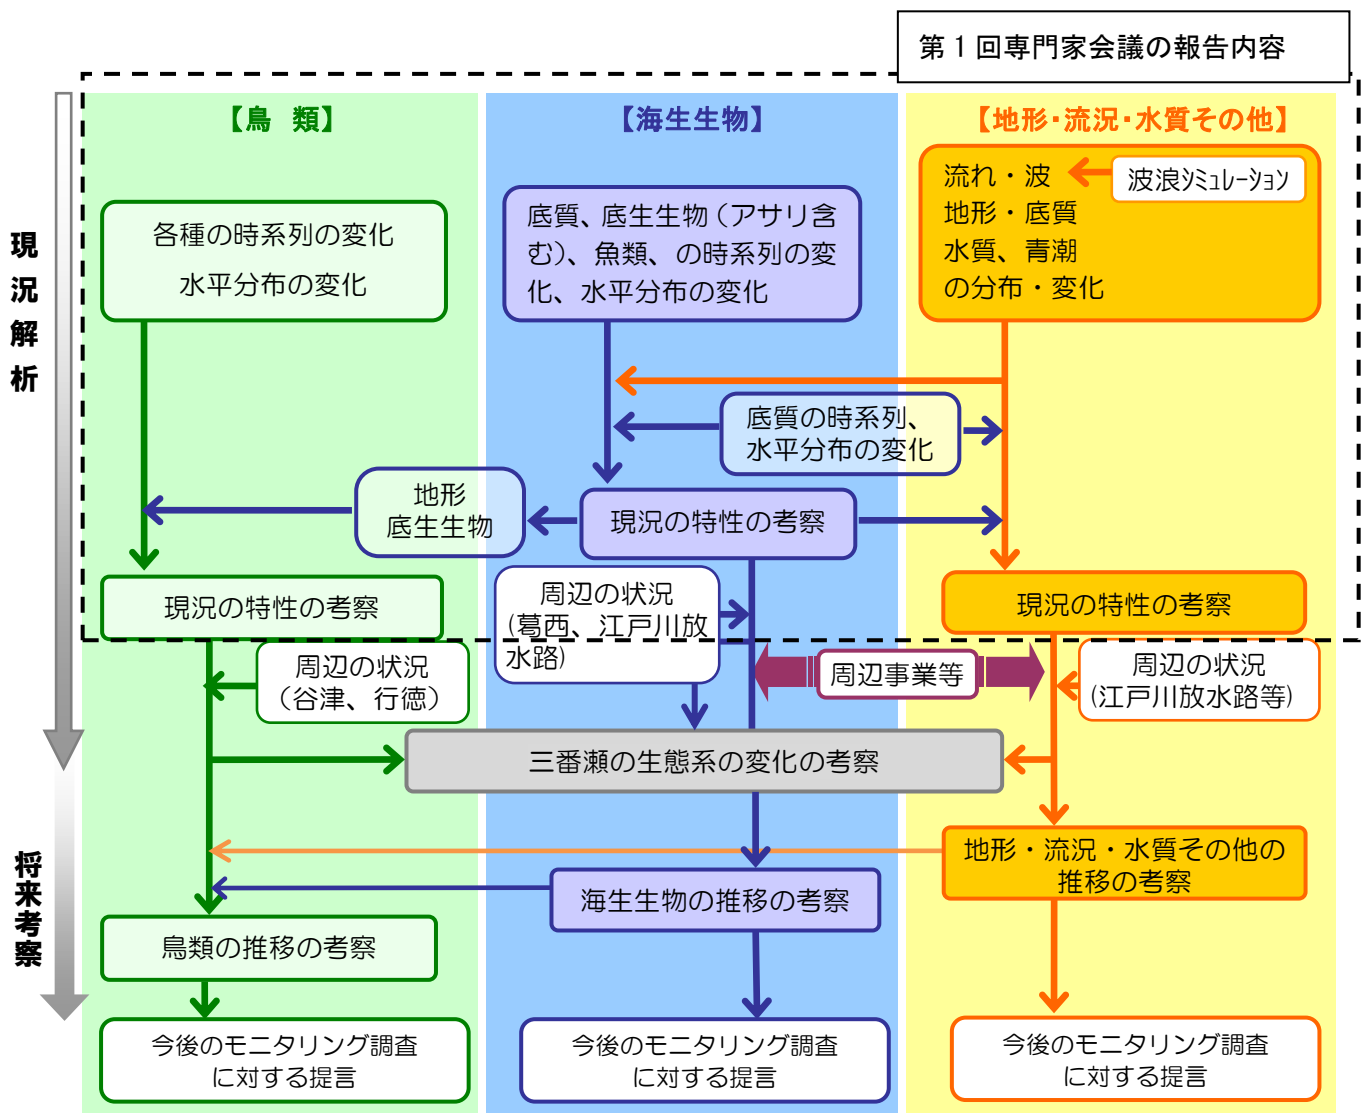 第1回専門家会議の報告内容
現況解析
将来考察
【鳥 類】
【海生生物】
【地形・流況・水質その他】
各種の時系列の変化
水平分布の変化
底質、底生生物（アサリ含
む）、魚類、の時系列の変
化、水平分布の変化
流れ・波
波浪ｼﾐｭﾚｰｼｮﾝ
地形・底質
水質、青潮
の分布・変化
底質の時系列、
水平分布の変化
地形
底生生物
現況の特性の考察
現況の特性の考察
現況の特性の考察
周辺の状況
(葛西、江戸川放
水路)
周辺の状況
（谷津、行徳）
周辺事業等
周辺の状況
(江戸川放水路等)
三番瀬の生態系の変化の考察
地形・流況・水質その他の
推移の考察
海生生物の推移の考察
鳥類の推移の考察
今後のモニタリング調査
に対する提言
今後のモニタリング調査
に対する提言
今後のモニタリング調査
に対する提言